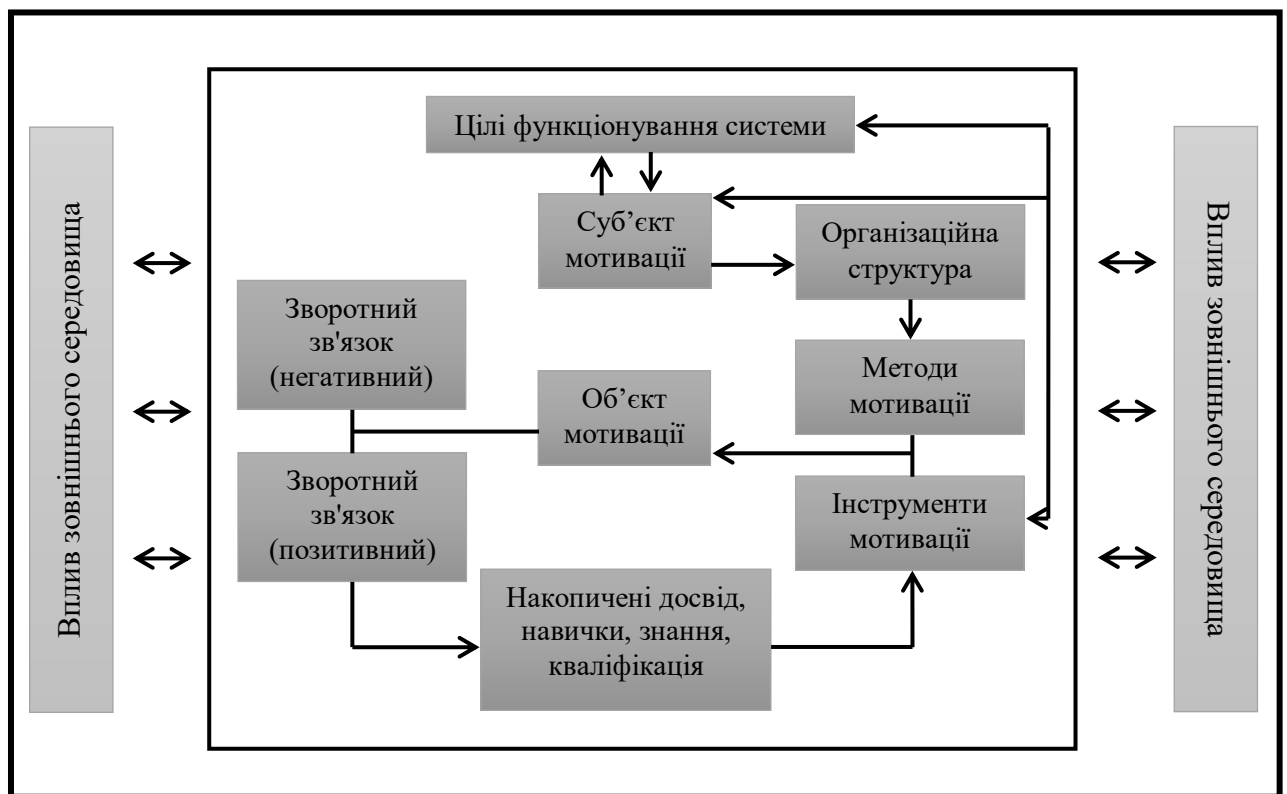 Вплив зовнішнього середовища
Цілі функціонування системи
Суб’єкт
мотивації
Організаційна
структура
Зворотний
зв'язок
(негативний)
Об’єкт
мотивації
Методи
мотивації
Зворотний
зв'язок
(позитивний)
Інструменти
мотивації
Накопичені досвід,
навички, знання,
кваліфікація
Вплив зовнішнього середовища